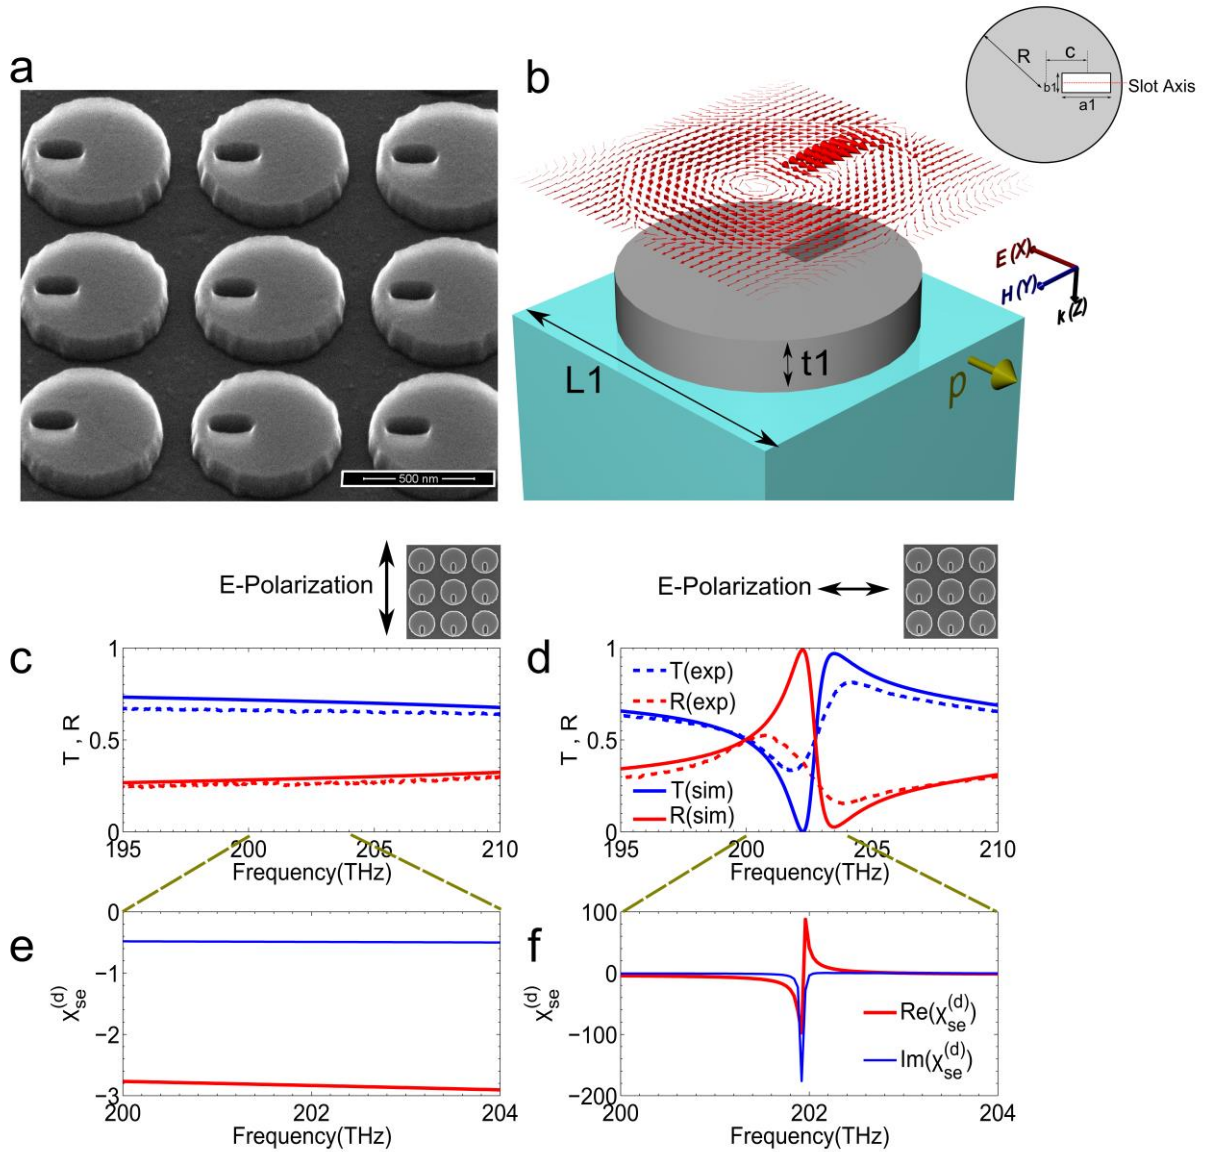 a
500 nm
b
R
c
b1
a1
Slot Axis
E(X)
H(Y)
K(Z)
t1
L1
p
E-Polarization
E-Polarization
c
1
0.5
0
T , R
195
200
205
210
Frequency(THz)
d
1
0.5
0
T , R
T(exp)
R(exp)
T(sim)
R(sim)
195
200
205
210
Frequency(THz)
e
0
−1
−2
−3
χse(d)
200
202
204
Frequency(THz)
f
100
0
−100
−200
χse(d)
Re(χse(d))
Im(χse(d))
200
202
204
Frequency(THz)